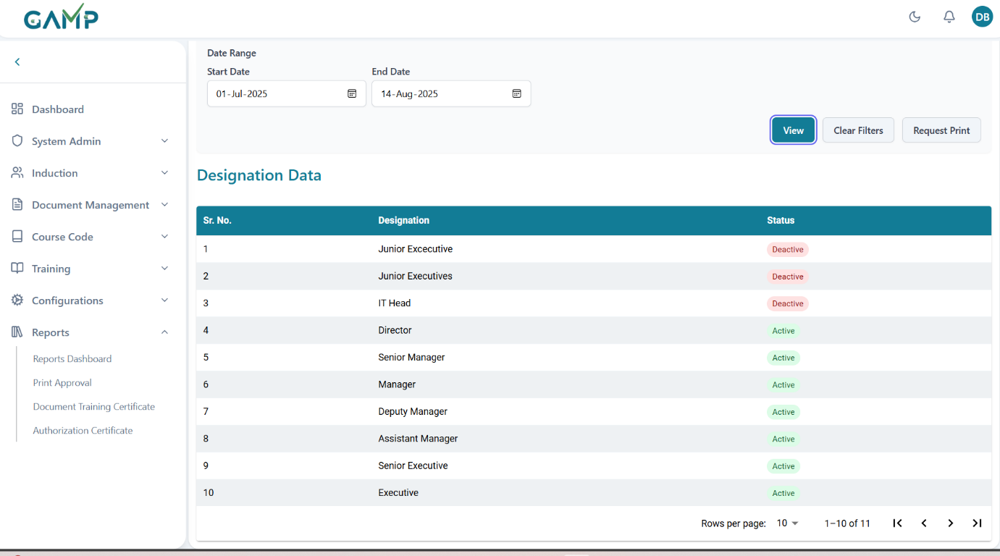 GAMP
DB
Date Range
Start Date End Date
01-Jul-2025 14-Aug-2025
View Clear Filters Request Print
Dashboard
System Admin
Induction
Document Management
Course Code
Training
Configurations
Reports
Reports Dashboard
Print Approval
Document Training Certificate
Authorization Certificate
Designation Data
Sr. No. Designation Status
1 Junior Excecutive Deactive
2 Junior Executives Deactive
3 IT Head Deactive
4 Director Active
5 Senior Manager Active
6 Manager Active
7 Deputy Manager Active
8 Assistant Manager Active
9 Senior Executive Active
10 Executive Active
Rows per page: 10 1–10 of 11